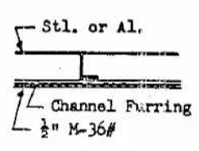 Stl. or Al.
Channel Furring
½" M-36#